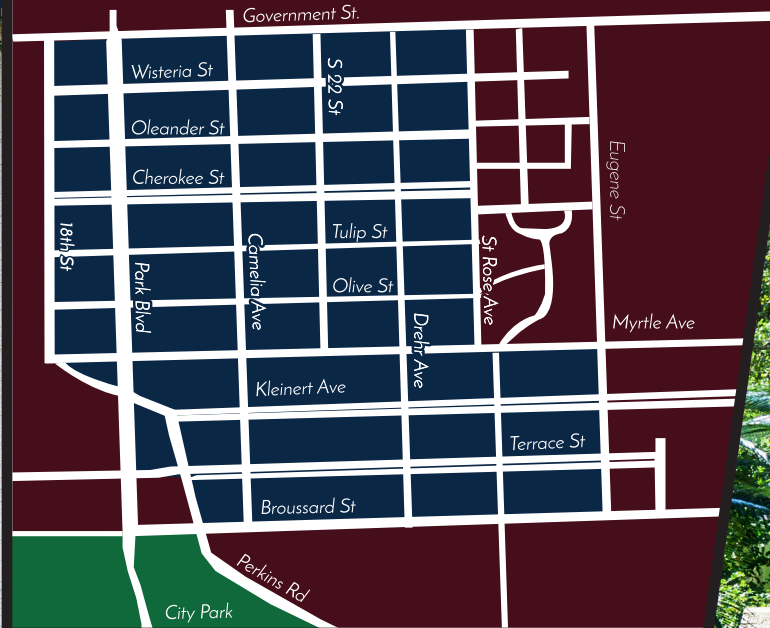 Government St.
Wisteria St
S 22 St
Oleander St
Cherokee St
Eugene St
18th St
Tulip St
Camelia Ave
St Rose Ave
Park Blvd
Olive St
Drehr Ave
Myrtle Ave
Kleinert Ave
Terrace St
Broussard St
Perkins Rd
City Park